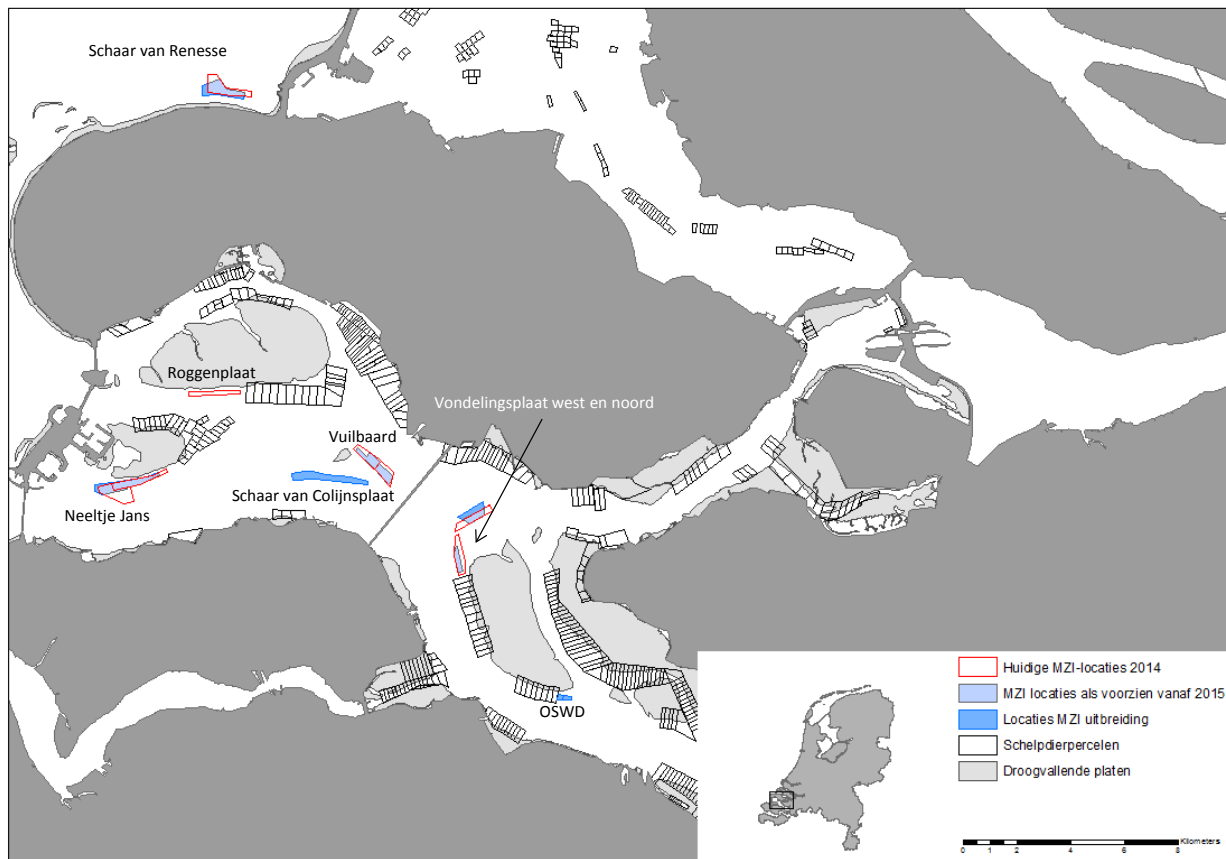 Schaar van Renesse
Roggenplaat
Vondelingsplaat west en noord
Vuilbaard
Schaar van Colijnsplaat
Neeltje Jans
OSWD
Huidige MZI-locaties 2014
MZI locaties als voorzien vanaf 2015
Locaties MZI uitbreiding
Schelpdierpercelen
Droogvallende platen
Kilometers
0 1 2 4 6 8